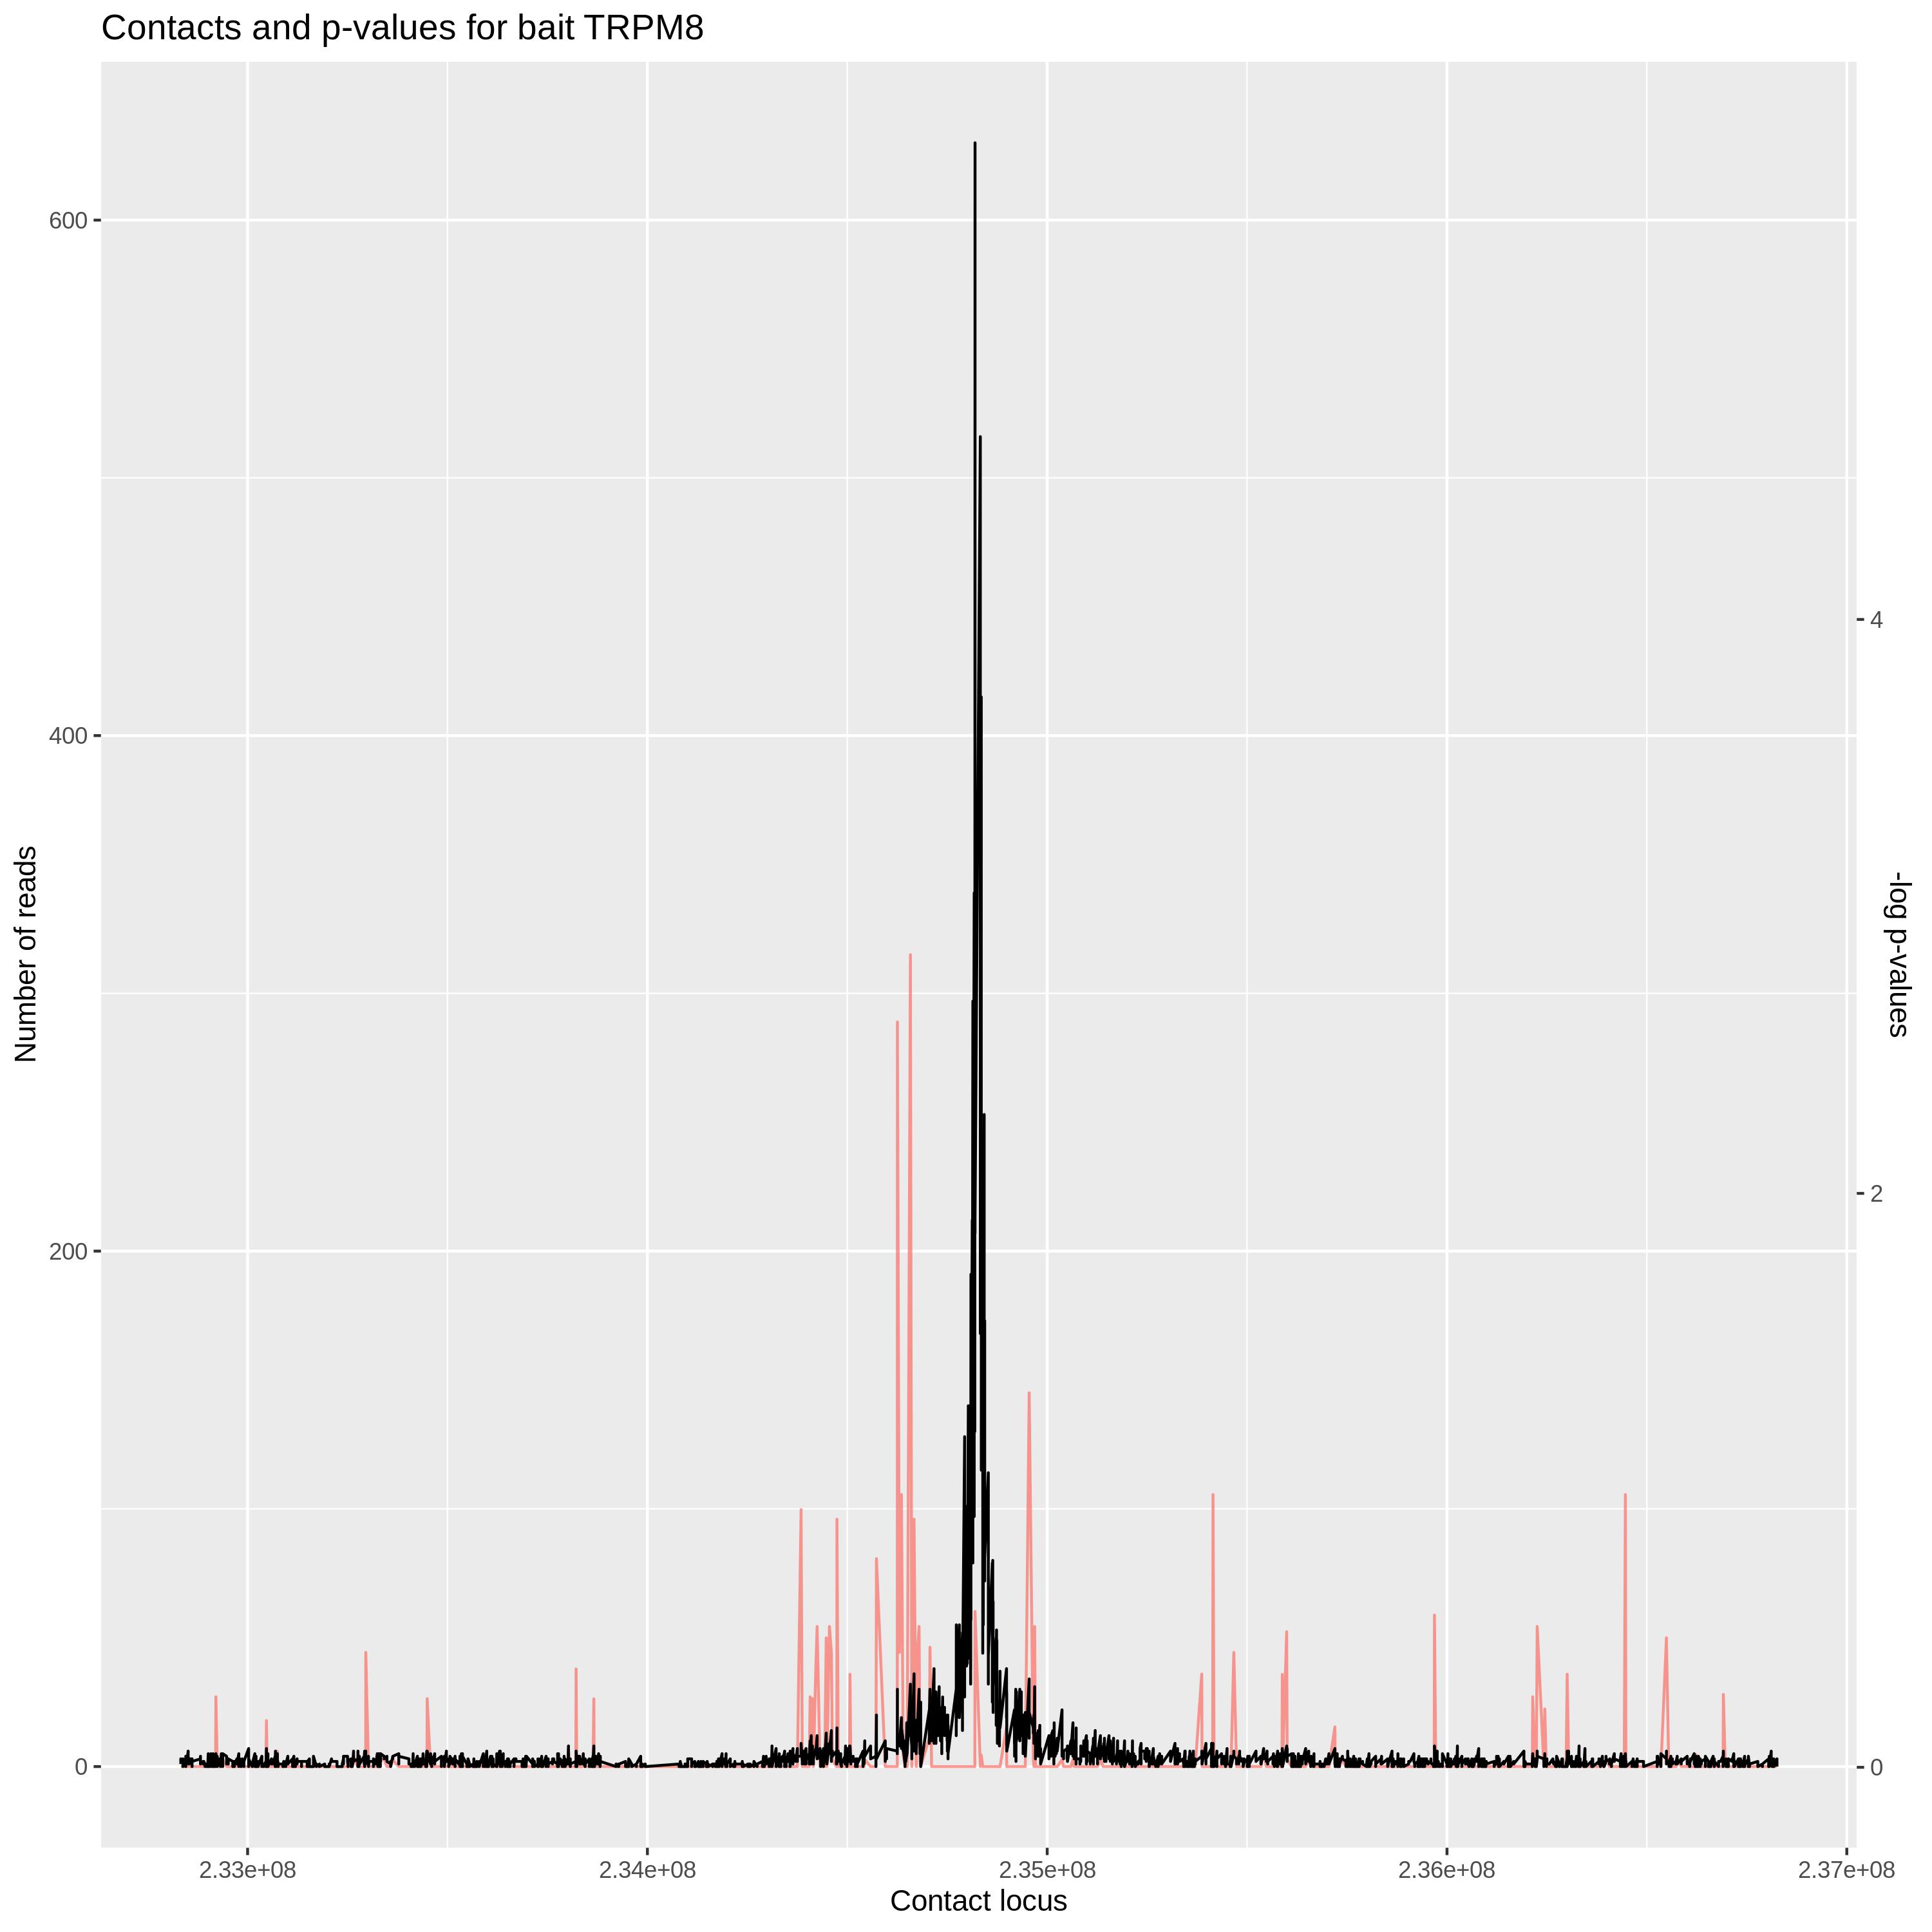 Contacts and p-values for bait TRPM8
600
400
200
0
Number of reads
4
2
0
-log p-values
2.33e+08
2.34e+08
2.35e+08
2.36e+08
2.37e+08
Contact locus